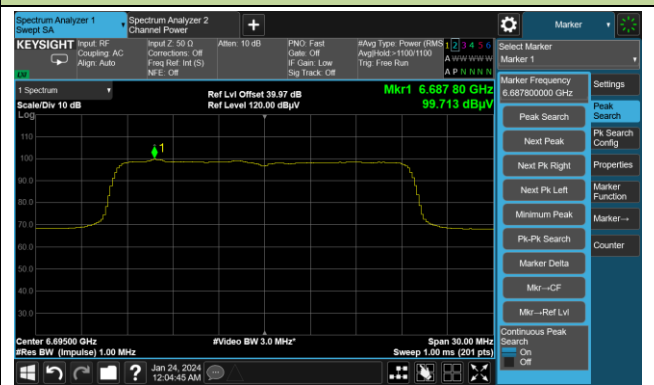 Spectrum Analyzer 1
Swept SA
Spectrum Analyzer 2
Channel Power
Marker
KEYSIGHT
Input: RF
Coupling: AC
Align: Auto
Input Z: 50 Ω
Corrections: Off
Freq Ref: Int (S)
NFE: Off
Atten: 10 dB
PNO: Fast
Gate: Off
IF Gain: Low
Sig Track: Off
#Avg Type: Power (RMS
Avg|Hold:>1100/1100
Trig: Free Run
1 2 3 4 5 6
A W W W W W
A P N N N N
Select Marker
Marker 1
1 Spectrum
Scale/Div 10 dB
Log
Ref Lvl Offset 39.97 dB
Ref Level 120.00 dBµV
Mkr1 6.687 80 GHz
99.713 dBµV
110
100
90.0
80.0
70.0
60.0
50.0
40.0
30.0
1
Center 6.69500 GHz
#Res BW (Impulse) 1.00 MHz
#Video BW 3.0 MHz*
Span 30.00 MHz
Sweep 1.00 ms (201 pts)
Marker Frequency
6.687800000 GHz
Peak Search
Next Peak
Next Pk Right
Next Pk Left
Minimum Peak
Pk-Pk Search
Marker Delta
Mkr→CF
Mkr→Ref Lvl
Continuous Peak
Search
On
Off
Settings
Peak
Search
Pk Search
Config
Properties
Marker
Function
Marker→
Counter
Jan 24, 2024
12:04:45 AM